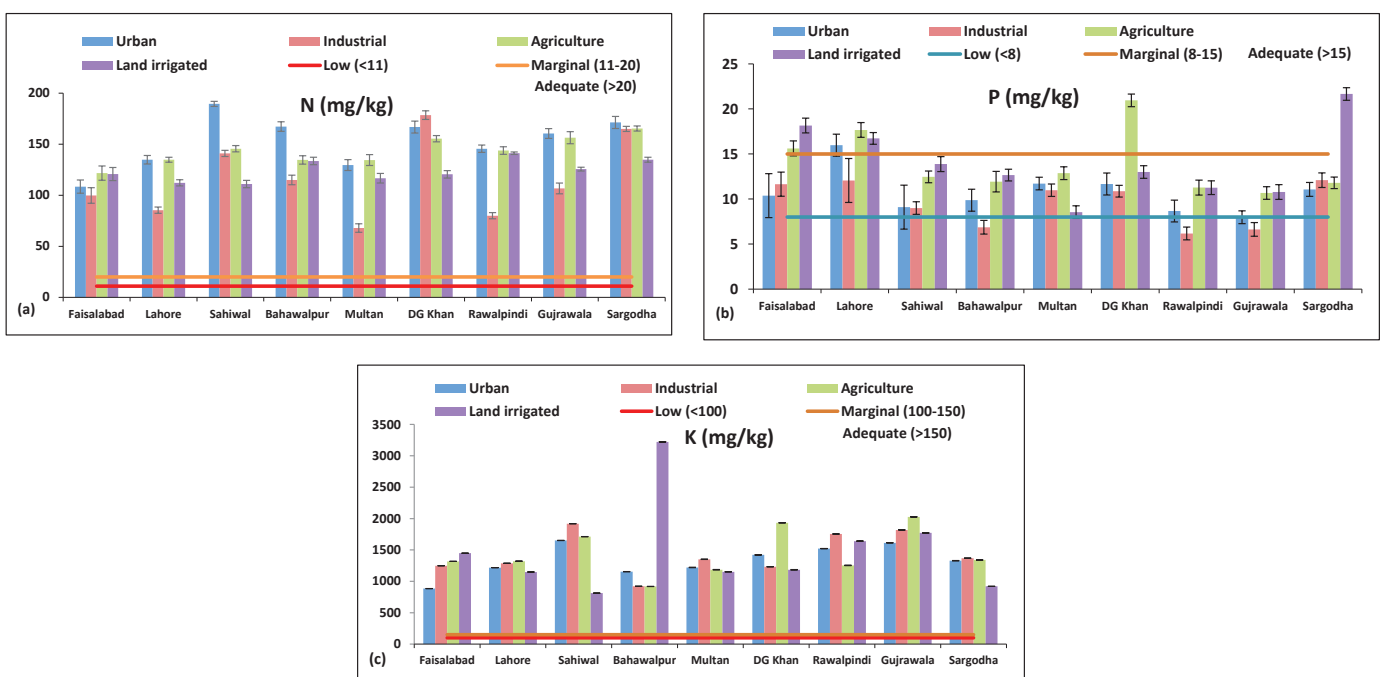 Urban Industrial Agriculture
Land irrigated Low (<11) Marginal (11-20)
Adequate (>20)
N (mg/kg)
200
150
100
50
0
(a)
Faisalabad Lahore Sahiwal Bahawalpur Multan DG Khan Rawalpindi Gujrawala Sargodha
Urban Industrial Agriculture
Land irrigated Low (<8) Marginal (8-15) Adequate (>15)
P (mg/kg)
25
20
15
10
5
0
(b)
Faisalabad Lahore Sahiwal Bahawalpur Multan DG Khan Rawalpindi Gujrawala Sargodha
Urban Industrial Agriculture
Land irrigated Low (<100) Marginal (100-150)
Adequate (>150)
K (mg/kg)
3500
3000
2500
2000
1500
1000
500
0
(c)
Faisalabad Lahore Sahiwal Bahawalpur Multan DG Khan Rawalpindi Gujrawala Sargodha